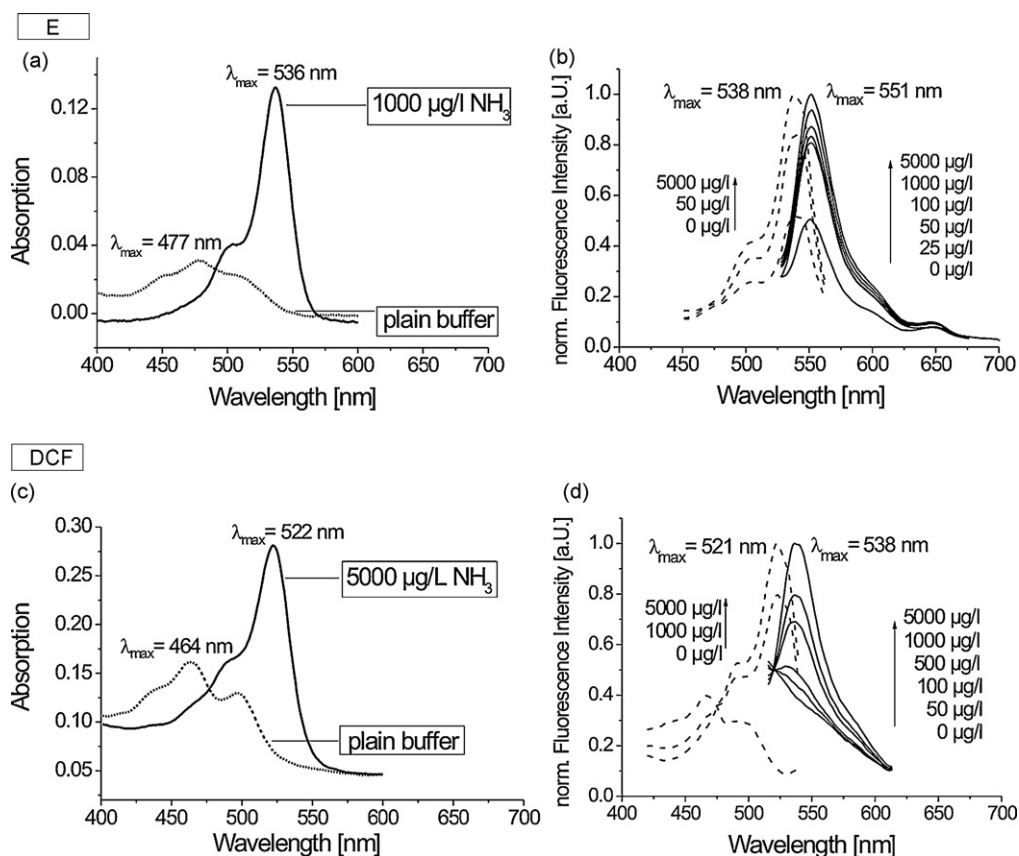 E
(a)
λmax = 536 nm
1000 µg/l NH3
λmax = 477 nm
plain buffer
0.12
0.08
0.04
0.00
Absorption
400 450 500 550 600 650 700
Wavelength [nm]
(b)
λmax = 538 nm
λmax = 551 nm
5000 µg/l
50 µg/l
0 µg/l
5000 µg/l
1000 µg/l
100 µg/l
50 µg/l
25 µg/l
0 µg/l
1.0
0.8
0.6
0.4
0.2
0.0
norm. Fluorescence Intensity [a.U.]
400 450 500 550 600 650 700
Wavelength [nm]
DCF
(c)
λmax = 522 nm
5000 µg/L NH3
λmax = 464 nm
plain buffer
0.30
0.25
0.20
0.15
0.10
0.05
Absorption
400 450 500 550 600 650 700
Wavelength [nm]
(d)
λmax = 521 nm
λmax = 538 nm
5000 µg/l
1000 µg/l
0 µg/l
5000 µg/l
1000 µg/l
500 µg/l
100 µg/l
50 µg/l
0 µg/l
1.0
0.8
0.6
0.4
0.2
0.0
norm. Fluorescence Intensity [a.U.]
400 450 500 550 600 650 700
Wavelength [nm]